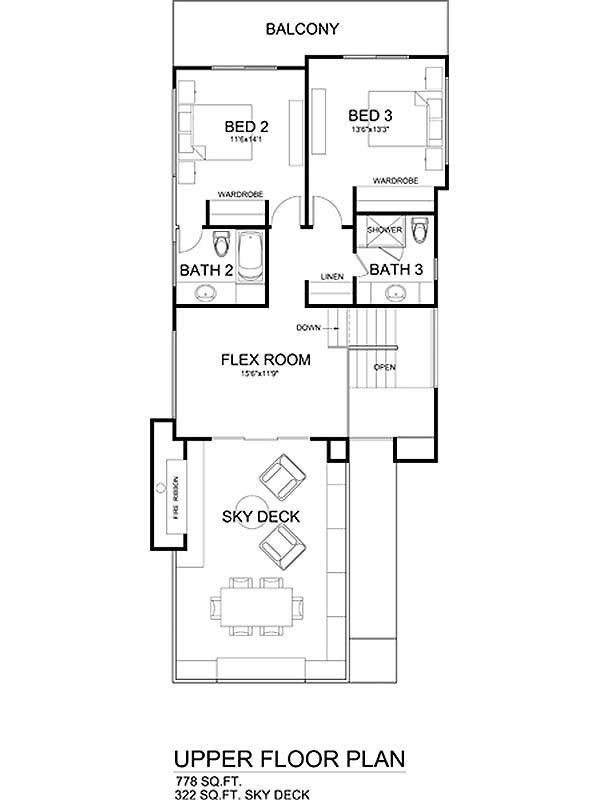 BALCONY
BED 2
11'6x14'1
BED 3
13'6"x13'3"
WARDROBE
WARDROBE
SHOWER
BATH 2
LINEN
BATH 3
DOWN
FLEX ROOM
15'6"x11'9"
OPEN
FIRE RIBBON
SKY DECK
UPPER FLOOR PLAN
778 SQ.FT.
322 SQ.FT. SKY DECK